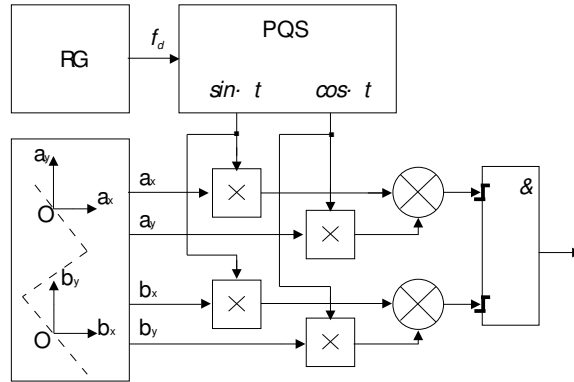 RG
f_d
PQS
sin· t
cos· t
a_y
a_x
O
b_y
b_x
O
a_x
a_y
b_x
b_y
×
×
×
×
&